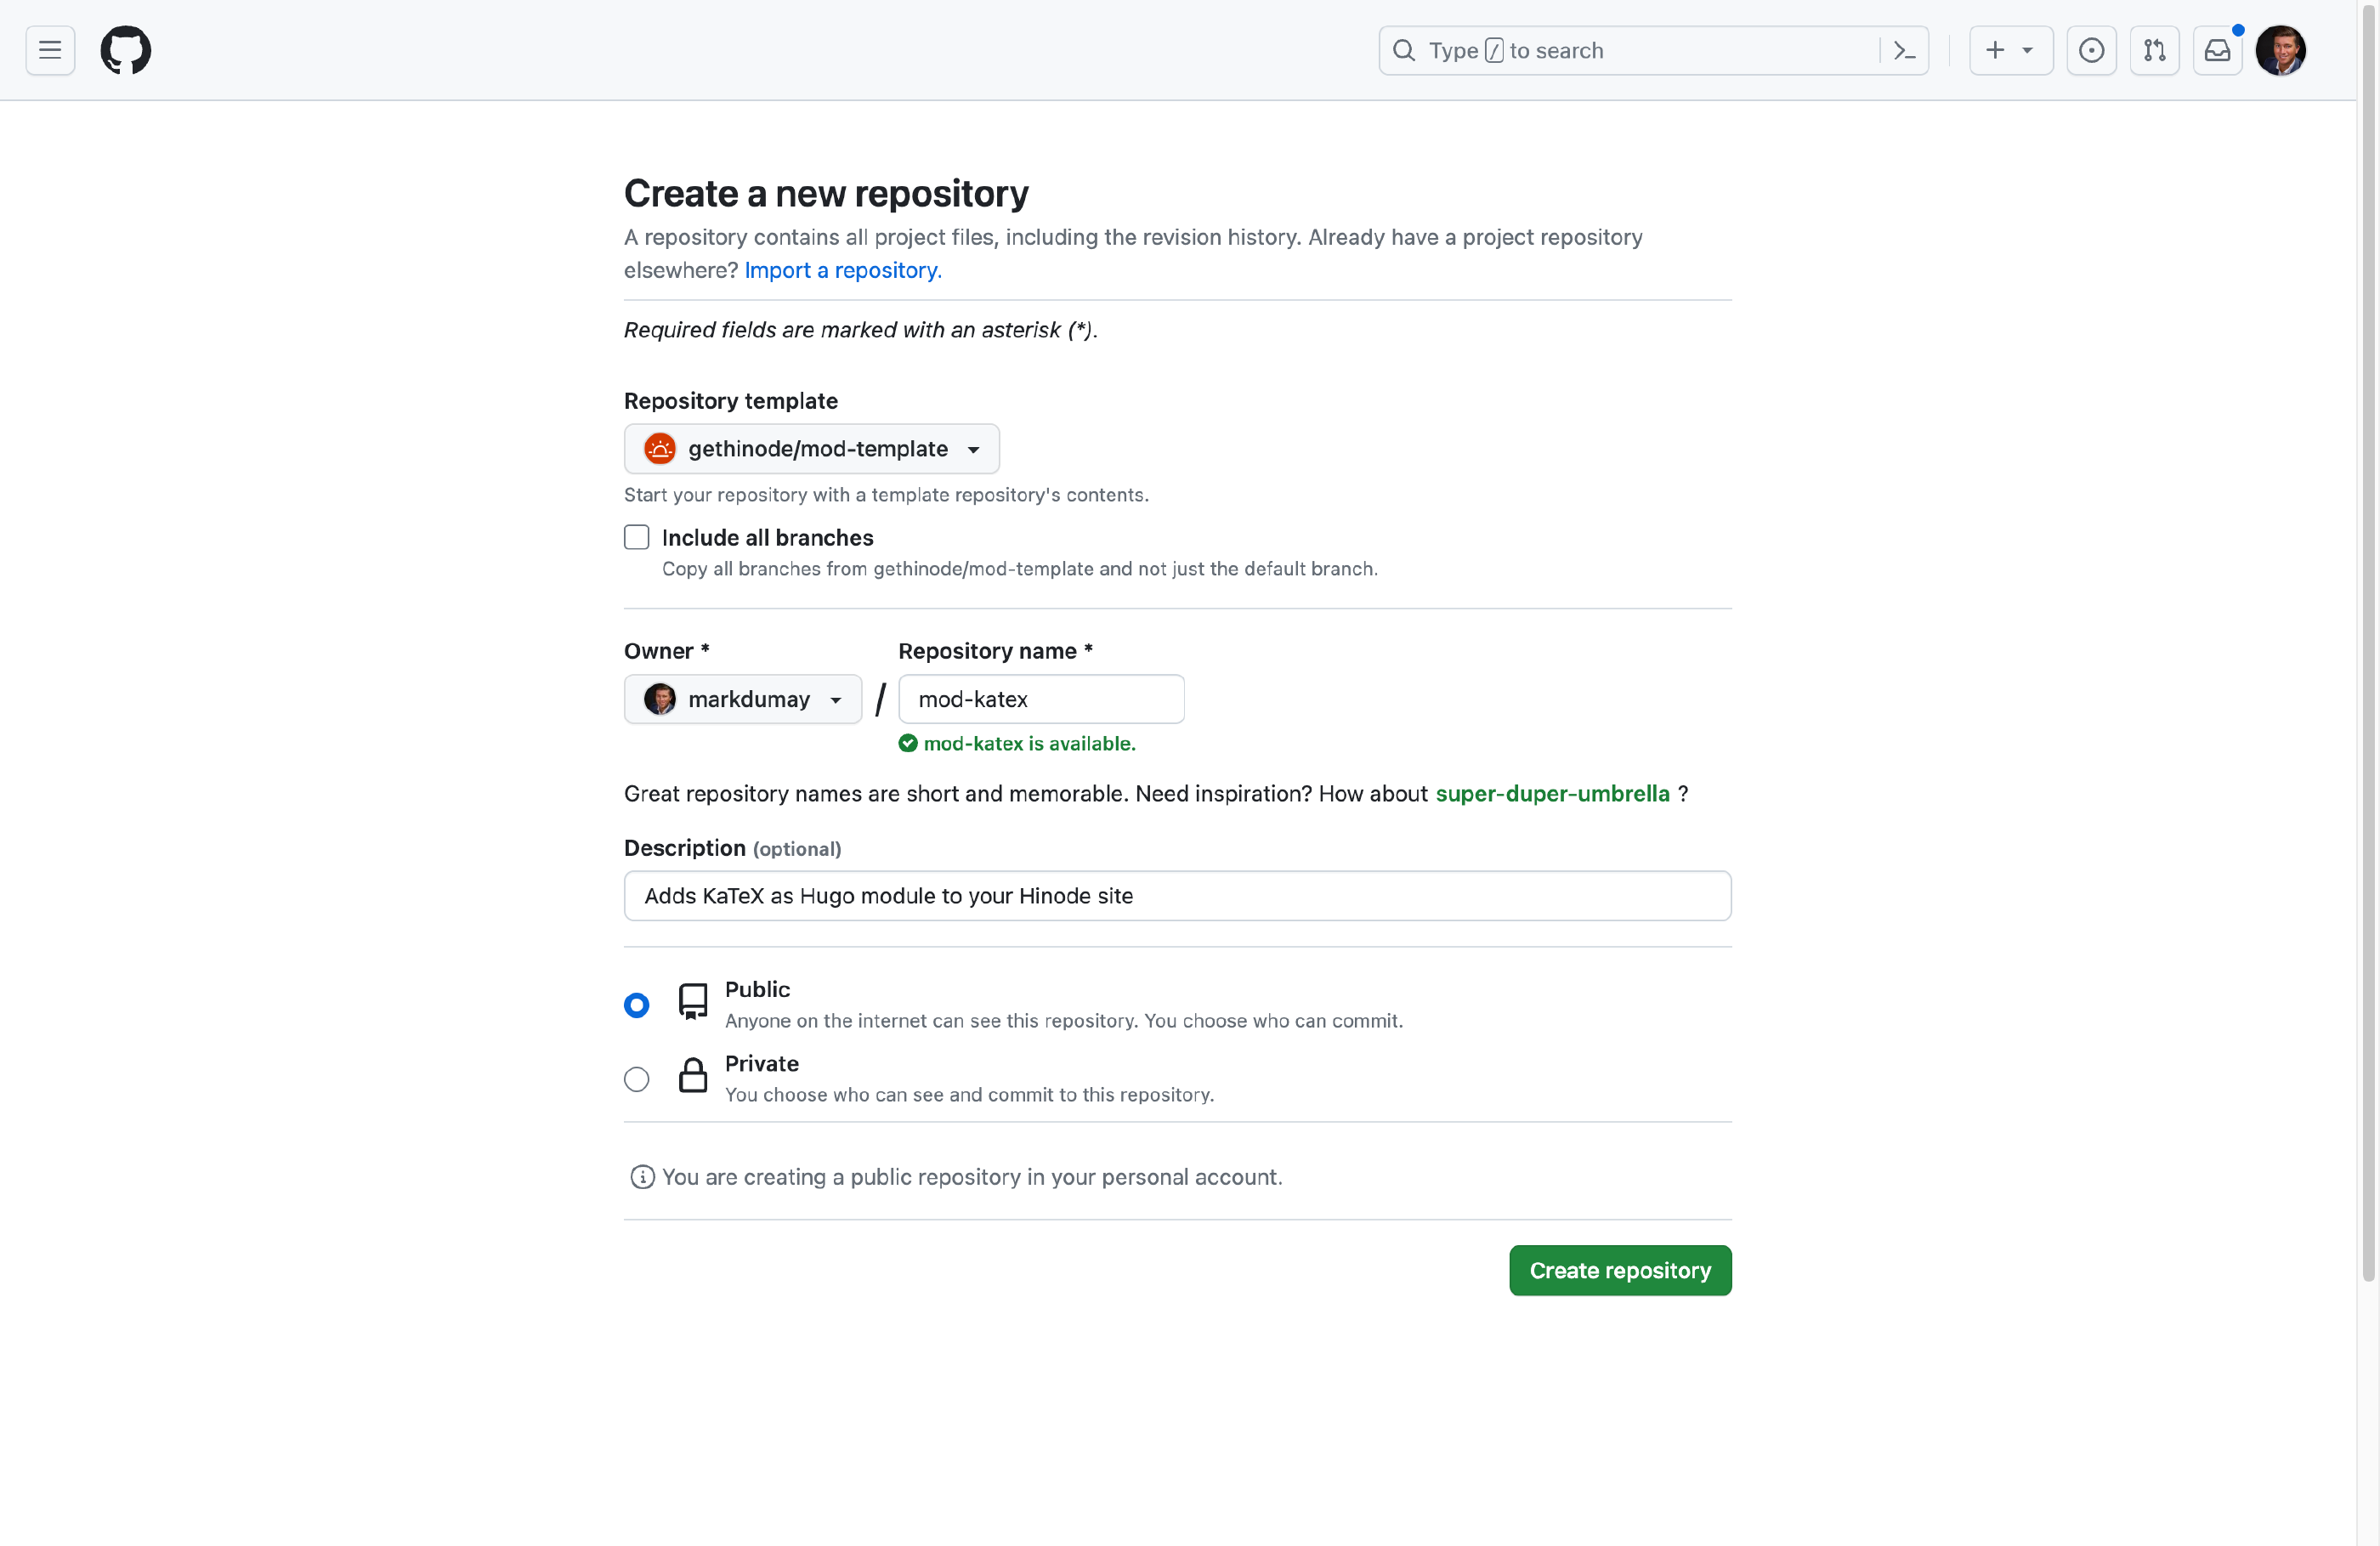 Type / to search
Create a new repository
A repository contains all project files, including the revision history. Already have a project repository
elsewhere? Import a repository.
Required fields are marked with an asterisk (*).
Repository template
gethinode/mod-template
Start your repository with a template repository's contents.
Include all branches
Copy all branches from gethinode/mod-template and not just the default branch.
Owner * Repository name *
markdumay / mod-katex
mod-katex is available.
Great repository names are short and memorable. Need inspiration? How about super-duper-umbrella ?
Description (optional)
Adds KaTeX as Hugo module to your Hinode site
Public
Anyone on the internet can see this repository. You choose who can commit.
Private
You choose who can see and commit to this repository.
You are creating a public repository in your personal account.
Create repository